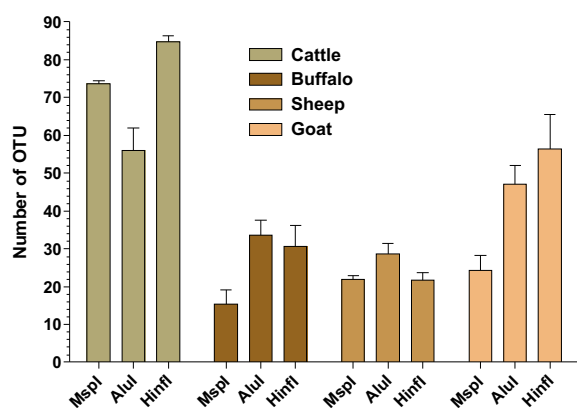 Number of OTU
90
80
70
60
50
40
30
20
10
0
Cattle
Buffalo
Sheep
Goat
MspI AluI HinfI MspI AluI HinfI MspI AluI HinfI MspI AluI HinfI